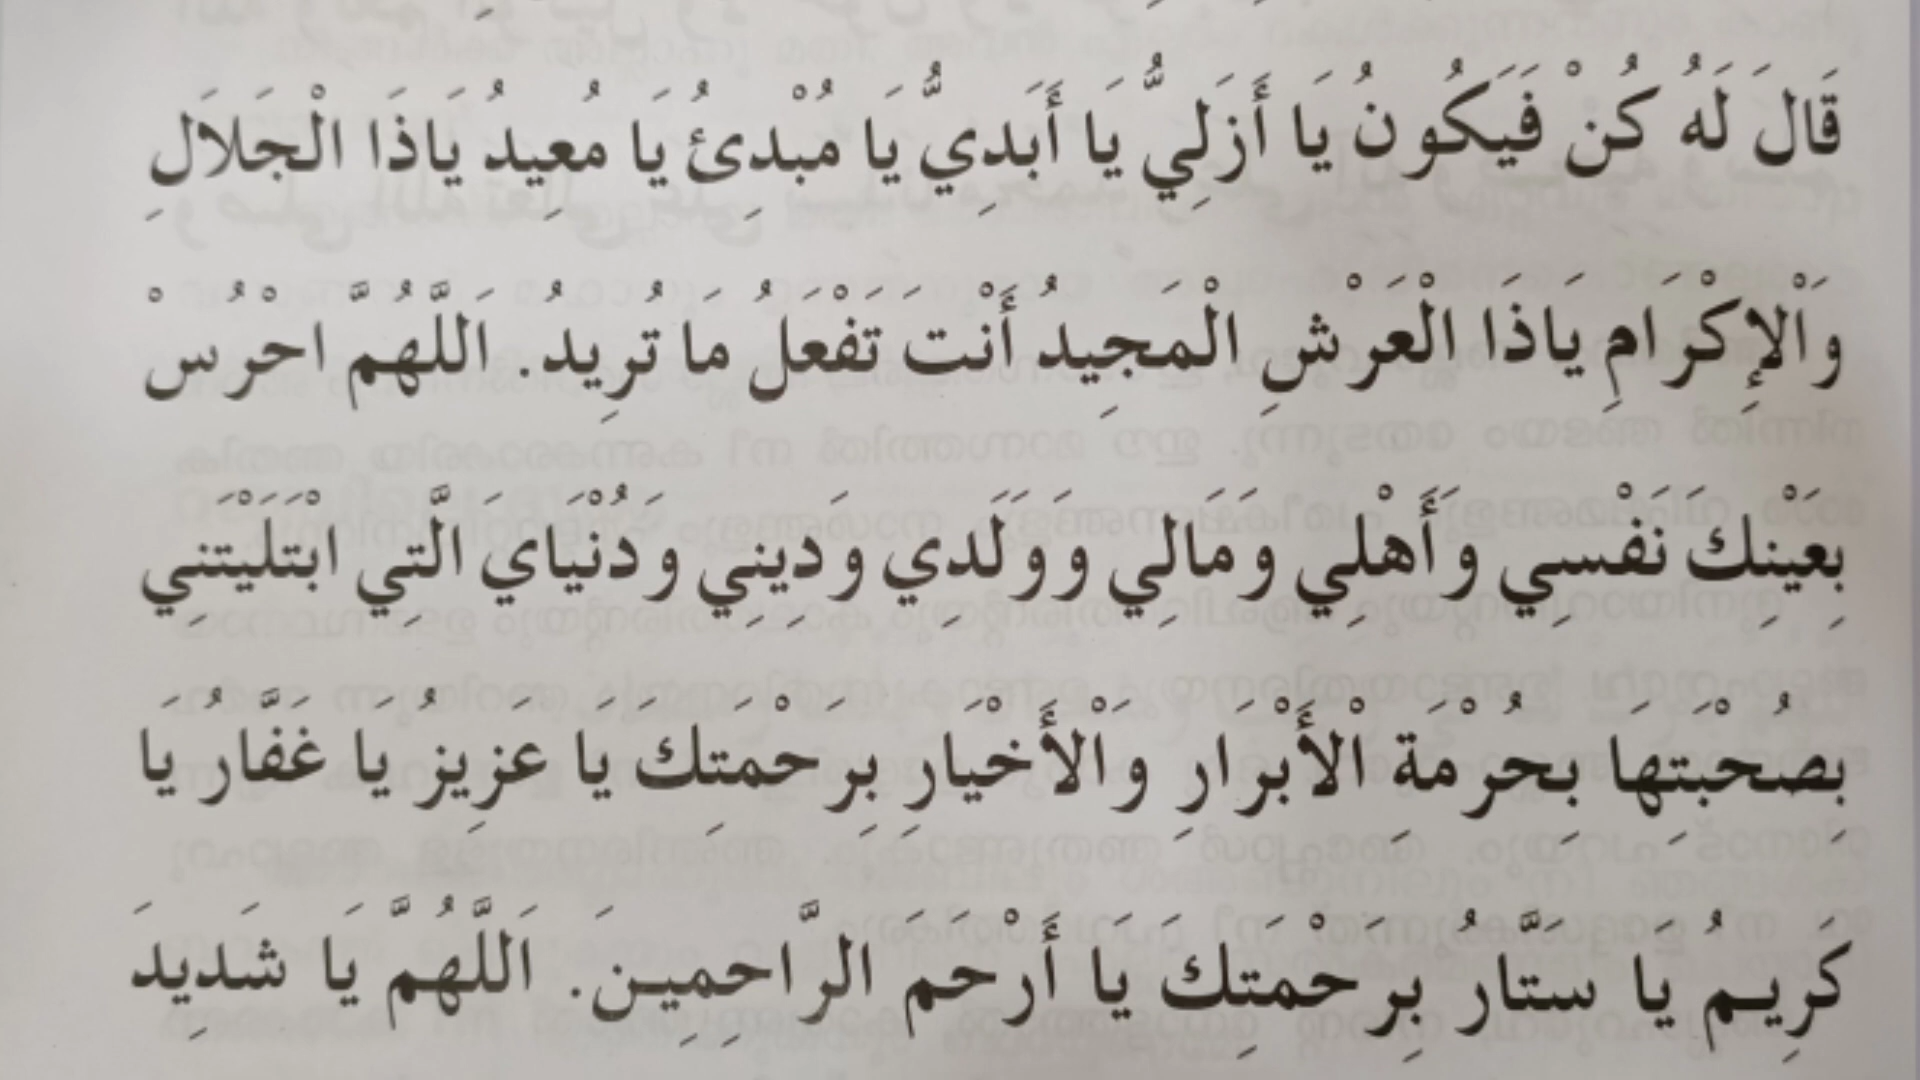 قَالَ لَهُ كُنْ فَيَكُونُ يَا أَزَلِيُّ يَا أَبَدِيُّ يَا مُبْدِئُ يَا مُعِيدُ يَاذَا الْجَلَالِ
وَالْإِكْرَامِ يَاذَا الْعَرْشِ الْمَجِيدُ أَنْتَ تَفْعَلُ مَا تُرِيدُ. اَللَّهُمَّ احْرُسْ
بِعَيْنِكَ نَفْسِي وَأَهْلِي وَمَالِي وَوَلَدِي وَدِينِي وَدُنْيَايَ الَّتِي ابْتَلَيْتَنِي
بِصُحْبَتِهَا بِحُرْمَةِ الْأَبْرَارِ وَالْأَخْيَارِ بِرَحْمَتِكَ يَا عَزِيزُ يَا غَفَّارُ يَا
كَرِيمُ يَا سَتَّارُ بِرَحْمَتِكَ يَا أَرْحَمَ الرَّاحِمِينَ. اَللَّهُمَّ يَا شَدِيدَ